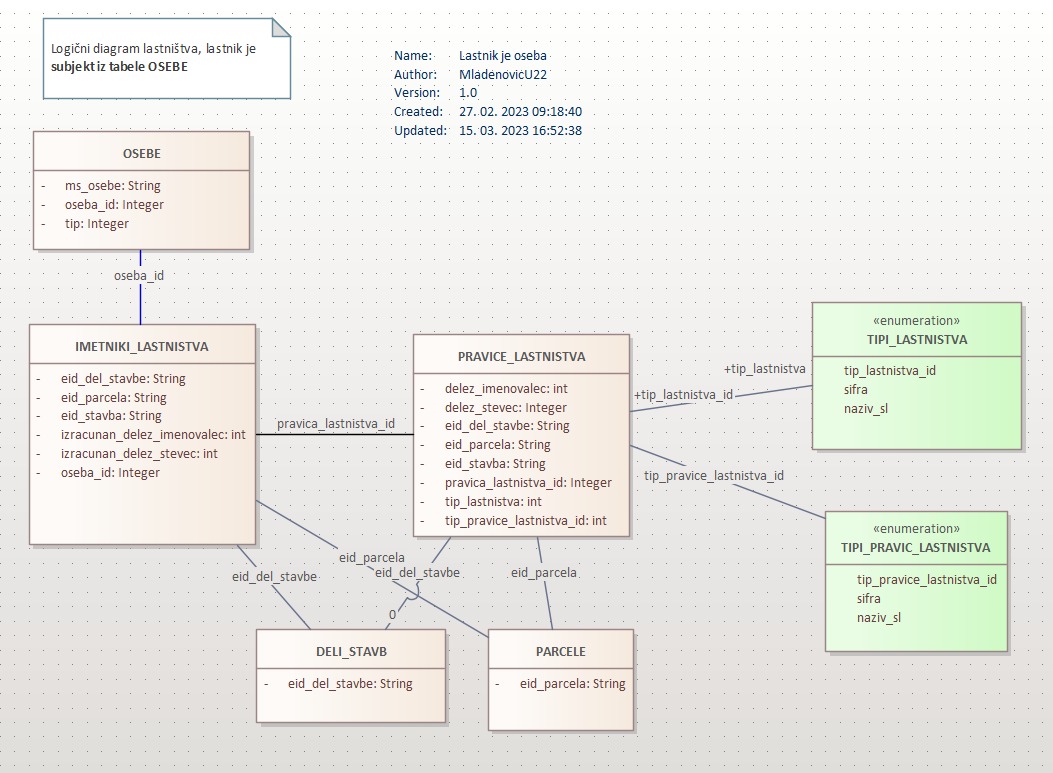 Logični diagram lastništva, lastnik je
subjekt iz tabele OSEBE
Name: Lastnik je oseba
Author: MladenovicU22
Version: 1.0
Created: 27. 02. 2023 09:18:40
Updated: 15. 03. 2023 16:52:38
OSEBE
- ms_osebe: String
- oseba_id: Integer
- tip: Integer
oseba_id
IMETNIKI_LASTNISTVA
- eid_del_stavbe: String
- eid_parcela: String
- eid_stavba: String
- izracunan_delez_imenovalec: int
- izracunan_delez_stevec: int
- oseba_id: Integer
pravica_lastnistva_id
PRAVICE_LASTNISTVA
- delez_imenovalec: int
- delez_stevec: Integer
- eid_del_stavbe: String
- eid_parcela: String
- eid_stavba: String
- pravica_lastnistva_id: Integer
- tip_lastnistva: int
- tip_pravice_lastnistva_id: int
+tip_lastnistva
+tip_lastnistva_id
«enumeration»
TIPI_LASTNISTVA
tip_lastnistva_id
sifra
naziv_sl
tip_pravice_lastnistva_id
«enumeration»
TIPI_PRAVIC_LASTNISTVA
tip_pravice_lastnistva_id
sifra
naziv_sl
eid_parcela
eid_del_stavbe
eid_del_stavbe
eid_parcela
0
DELI_STAVB
- eid_del_stavbe: String
PARCELE
- eid_parcela: String